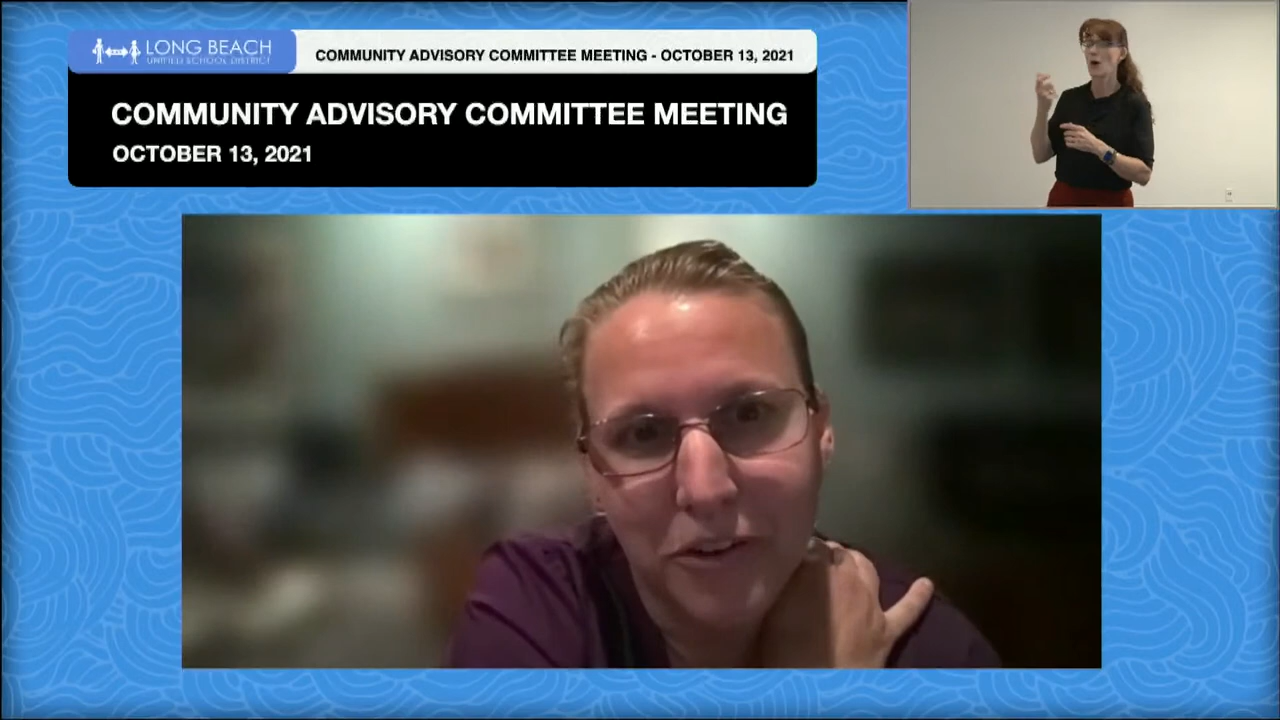 LONG BEACH
UNIFIED SCHOOL DISTRICT
COMMUNITY ADVISORY COMMITTEE MEETING - OCTOBER 13, 2021
COMMUNITY ADVISORY COMMITTEE MEETING
OCTOBER 13, 2021